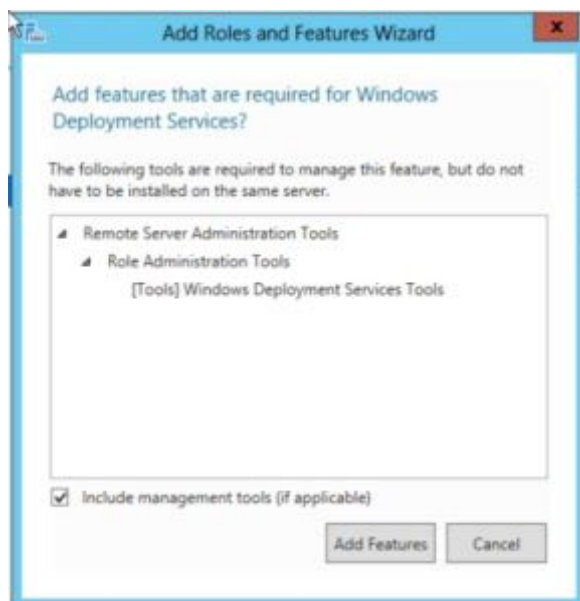 Add Roles and Features Wizard
x
Add features that are required for Windows
Deployment Services?
The following tools are required to manage this feature, but do not
have to be installed on the same server.
Remote Server Administration Tools
Role Administration Tools
[Tools] Windows Deployment Services Tools
Include management tools (if applicable)
Add Features
Cancel